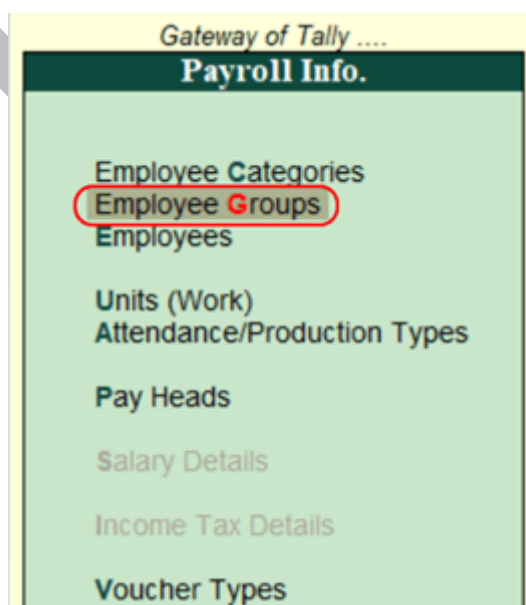 Gateway of Tally ....
Payroll Info.
Employee Categories
Employee Groups
Employees
Units (Work)
Attendance/Production Types
Pay Heads
Salary Details
Income Tax Details
Voucher Types